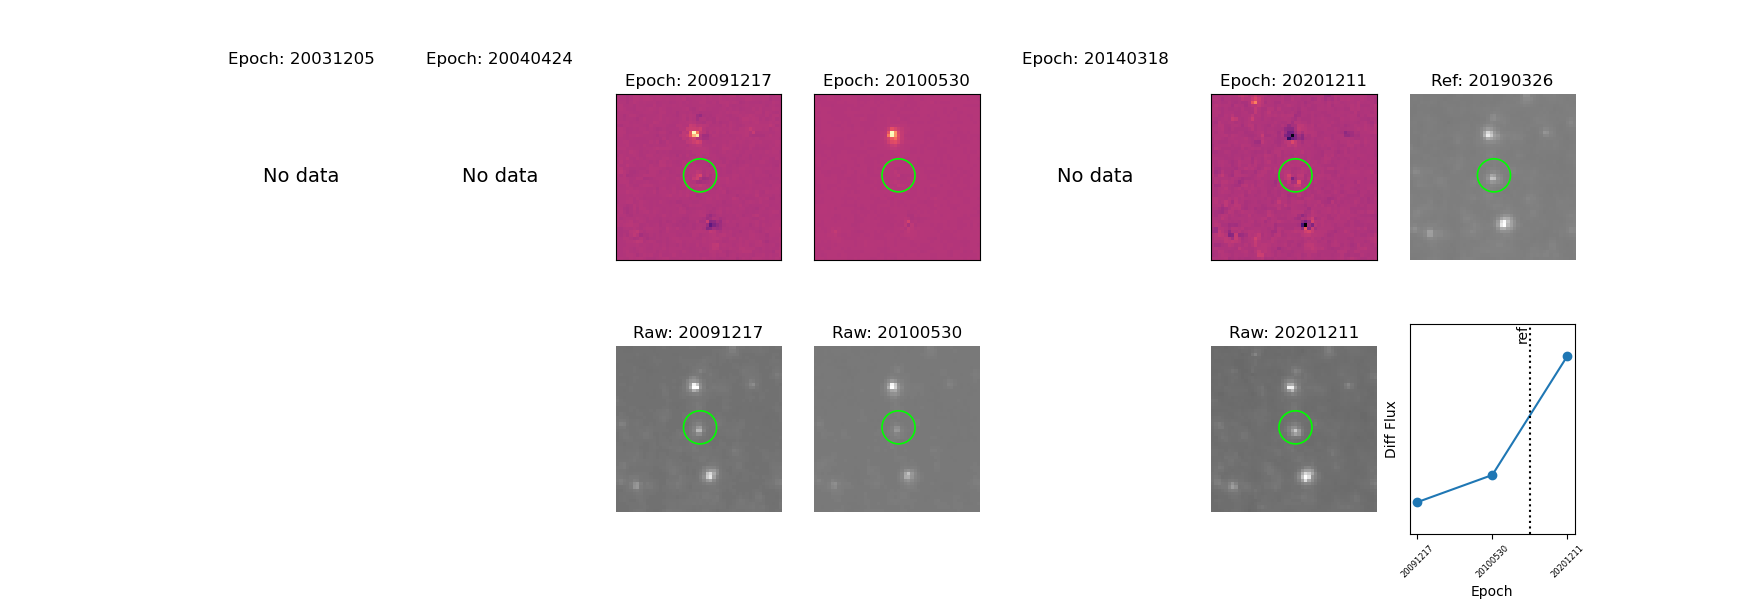 Epoch: 20031205
Epoch: 20040424
Epoch: 20091217
Epoch: 20100530
Epoch: 20140318
Epoch: 20201211
Ref: 20190326
No data
No data
No data
Raw: 20091217
Raw: 20100530
Raw: 20201211
ref
Diff Flux
20091217
20100530
20201211
Epoch